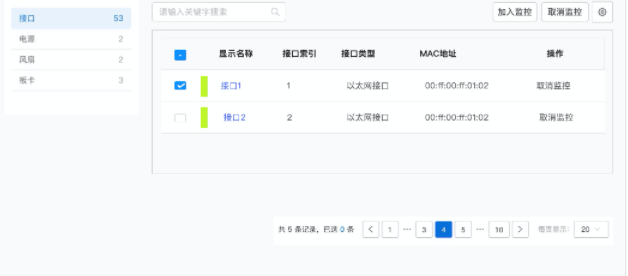 接口 53
电源 2
风扇 2
板卡 3
请输入关键字搜索
加入监控 取消监控
显示名称 接口索引 接口类型 MAC地址 操作
接口1 1 以太网接口 00:ff:00:ff:01:02 取消监控
接口2 2 以太网接口 00:ff:00:ff:01:02 取消监控
共 5 条记录，已选 0 条 < 1 ··· 3 4 5 ··· 10 > 每页显示： 20